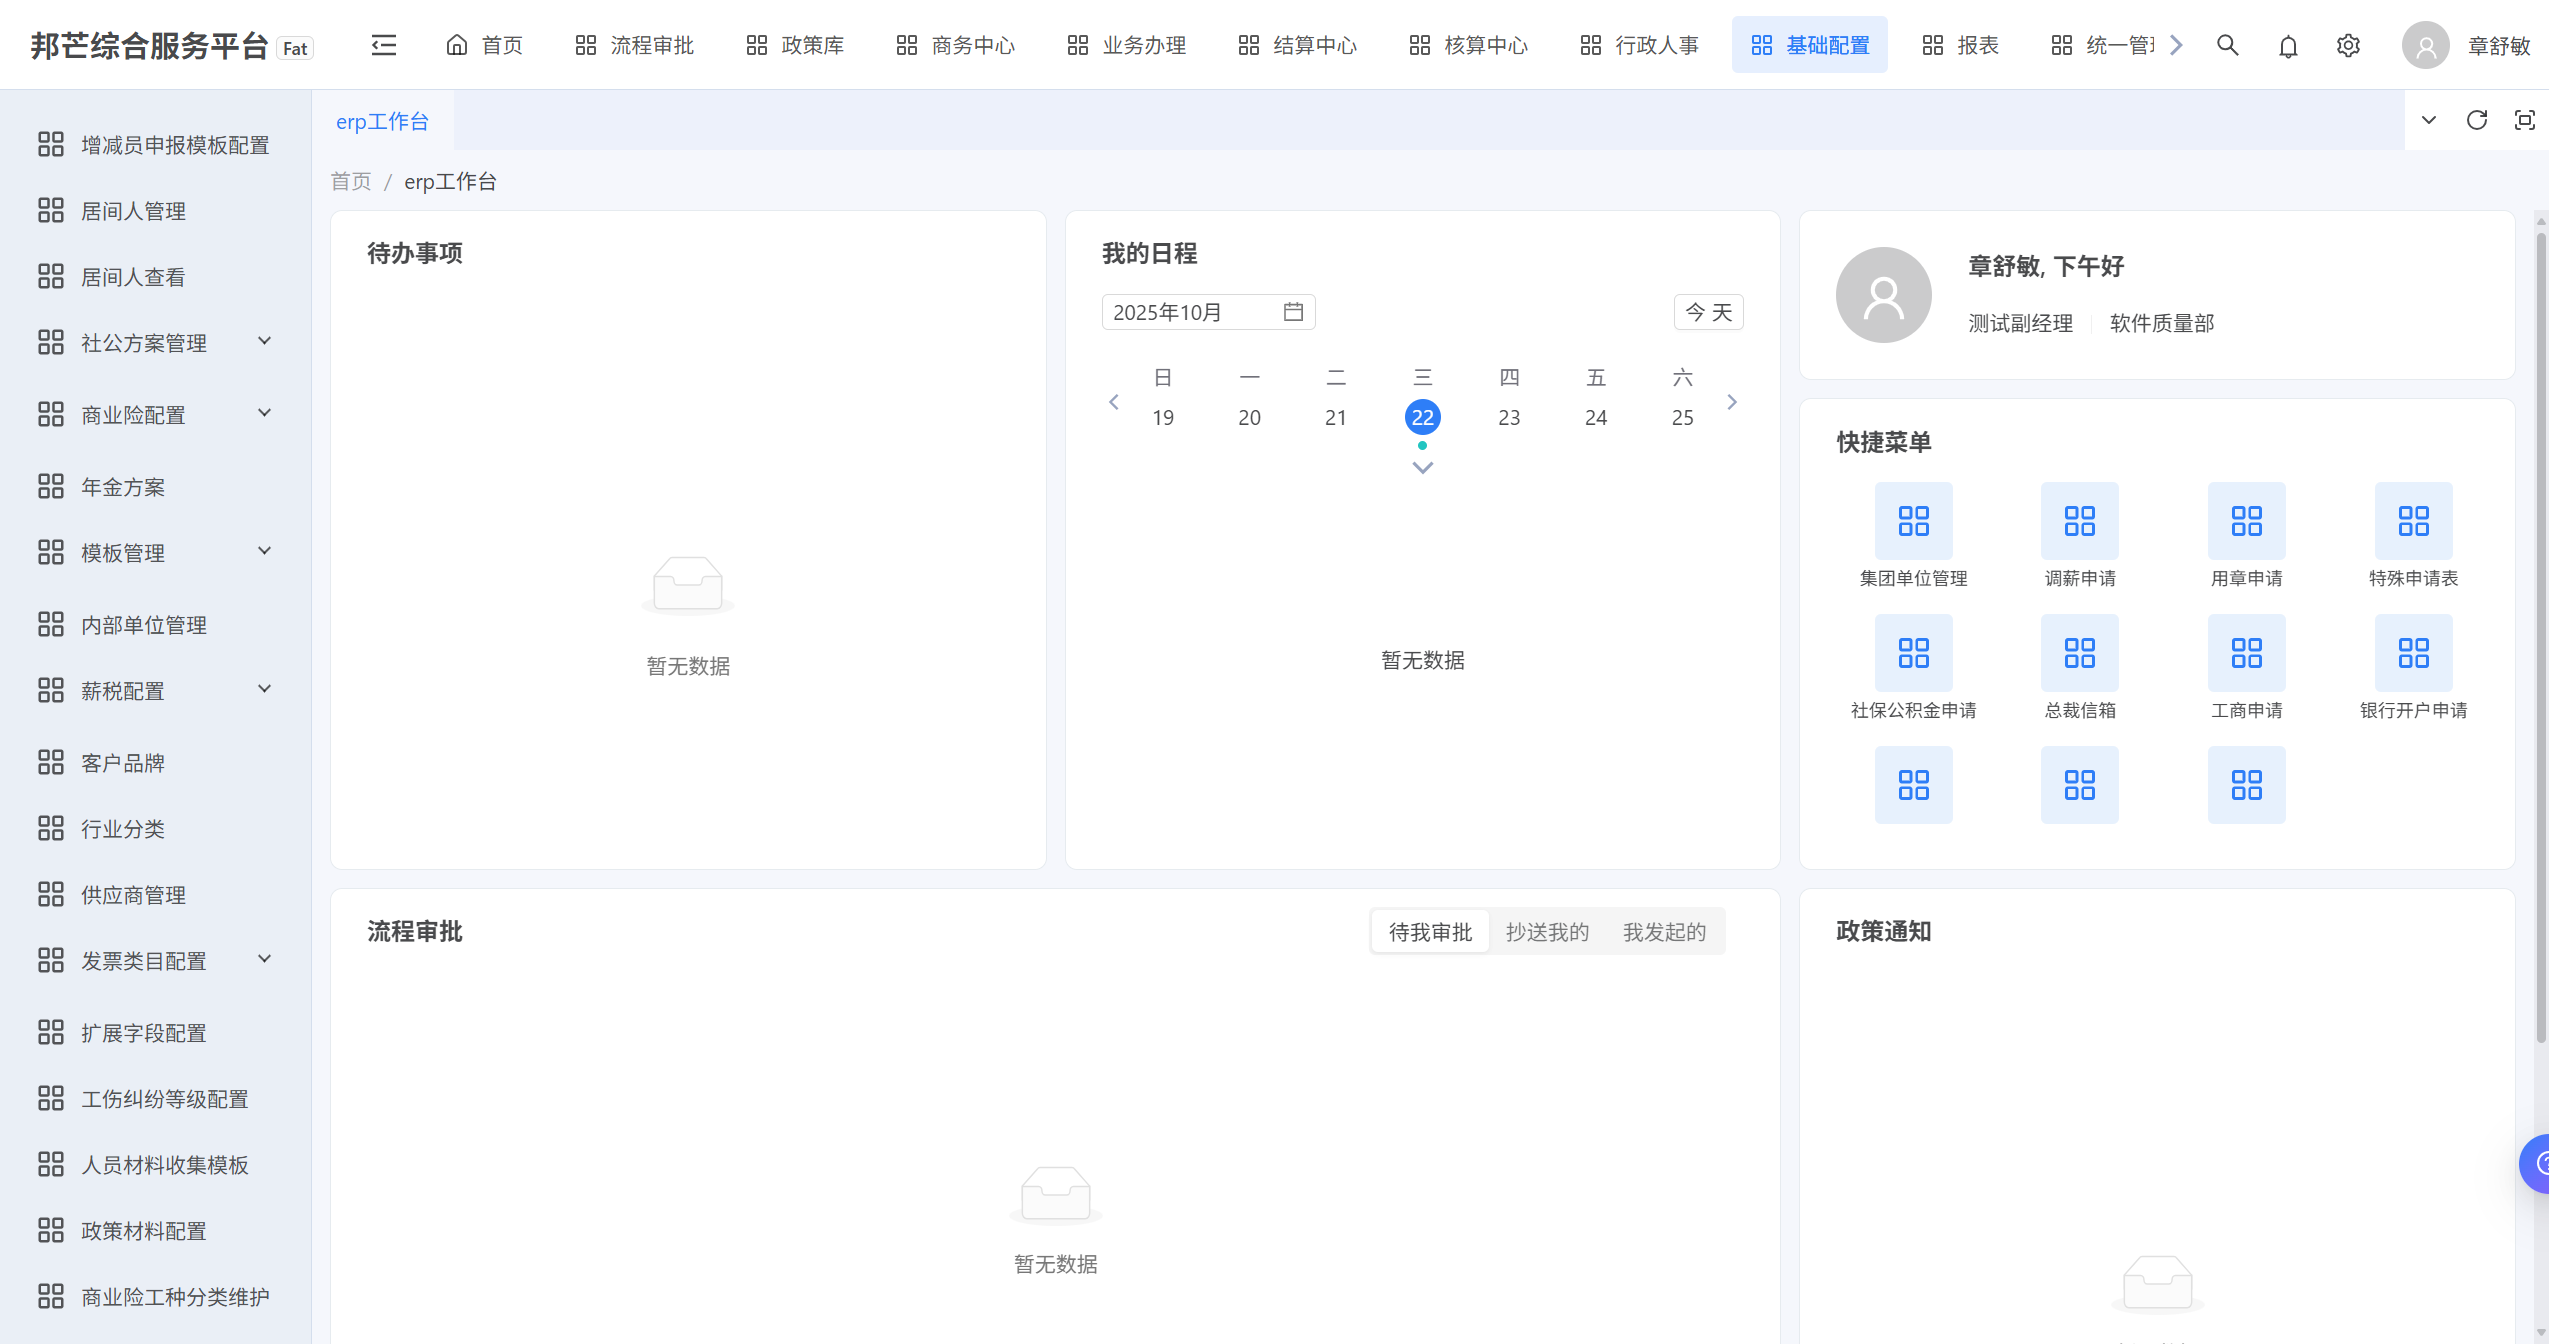 邦芒综合服务平台 Fat
首页
流程审批
政策库
商务中心
业务办理
结算中心
核算中心
行政人事
基础配置
报表
统一管
章舒敏
增减员申报模板配置
居间人管理
居间人查看
社公方案管理
商业险配置
年金方案
模板管理
内部单位管理
薪税配置
客户品牌
行业分类
供应商管理
发票类目配置
扩展字段配置
工伤纠纷等级配置
人员材料收集模板
政策材料配置
商业险工种分类维护
erp工作台
首页 / erp工作台
待办事项
暂无数据
我的日程
2025年10月
今天
日 一 二 三 四 五 六
19 20 21 22 23 24 25
暂无数据
章舒敏, 下午好
测试副经理 软件质量部
快捷菜单
集团单位管理 调薪申请 用章申请 特殊申请表
社保公积金申请 总裁信箱 工商申请 银行开户申请
流程审批
待我审批 抄送我的 我发起的
暂无数据
政策通知